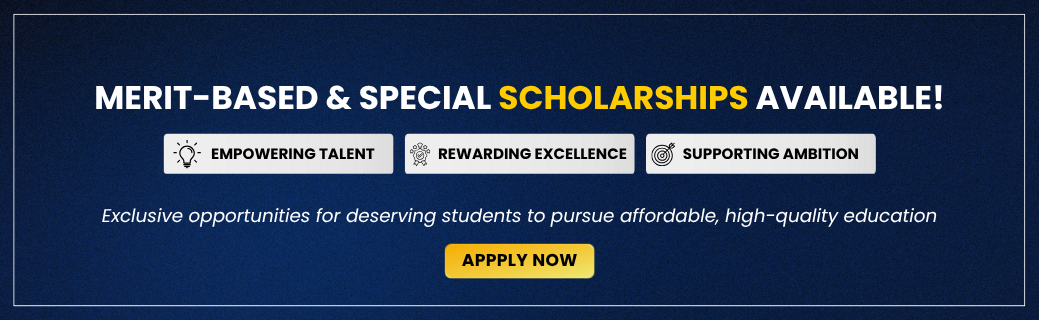 MERIT-BASED & SPECIAL SCHOLARSHIPS AVAILABLE!
EMPOWERING TALENT
REWARDING EXCELLENCE
SUPPORTING AMBITION
Exclusive opportunities for deserving students to pursue affordable, high-quality education
APPPLY NOW